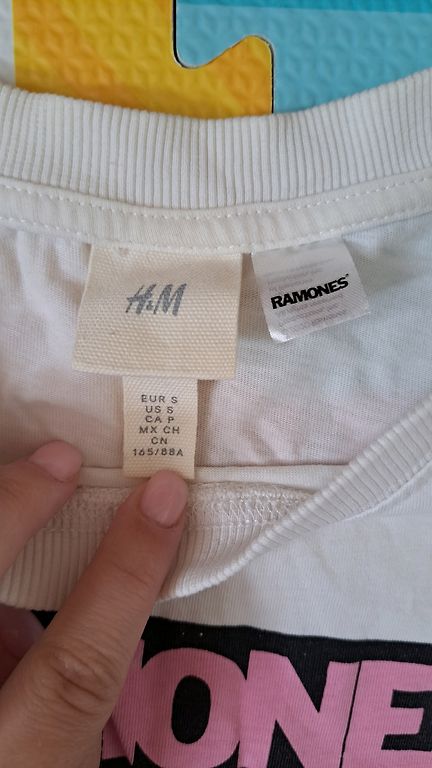 H&M
RAMONES
EUR S
US S
CA P
MX CH
CN
165/88A
ONE